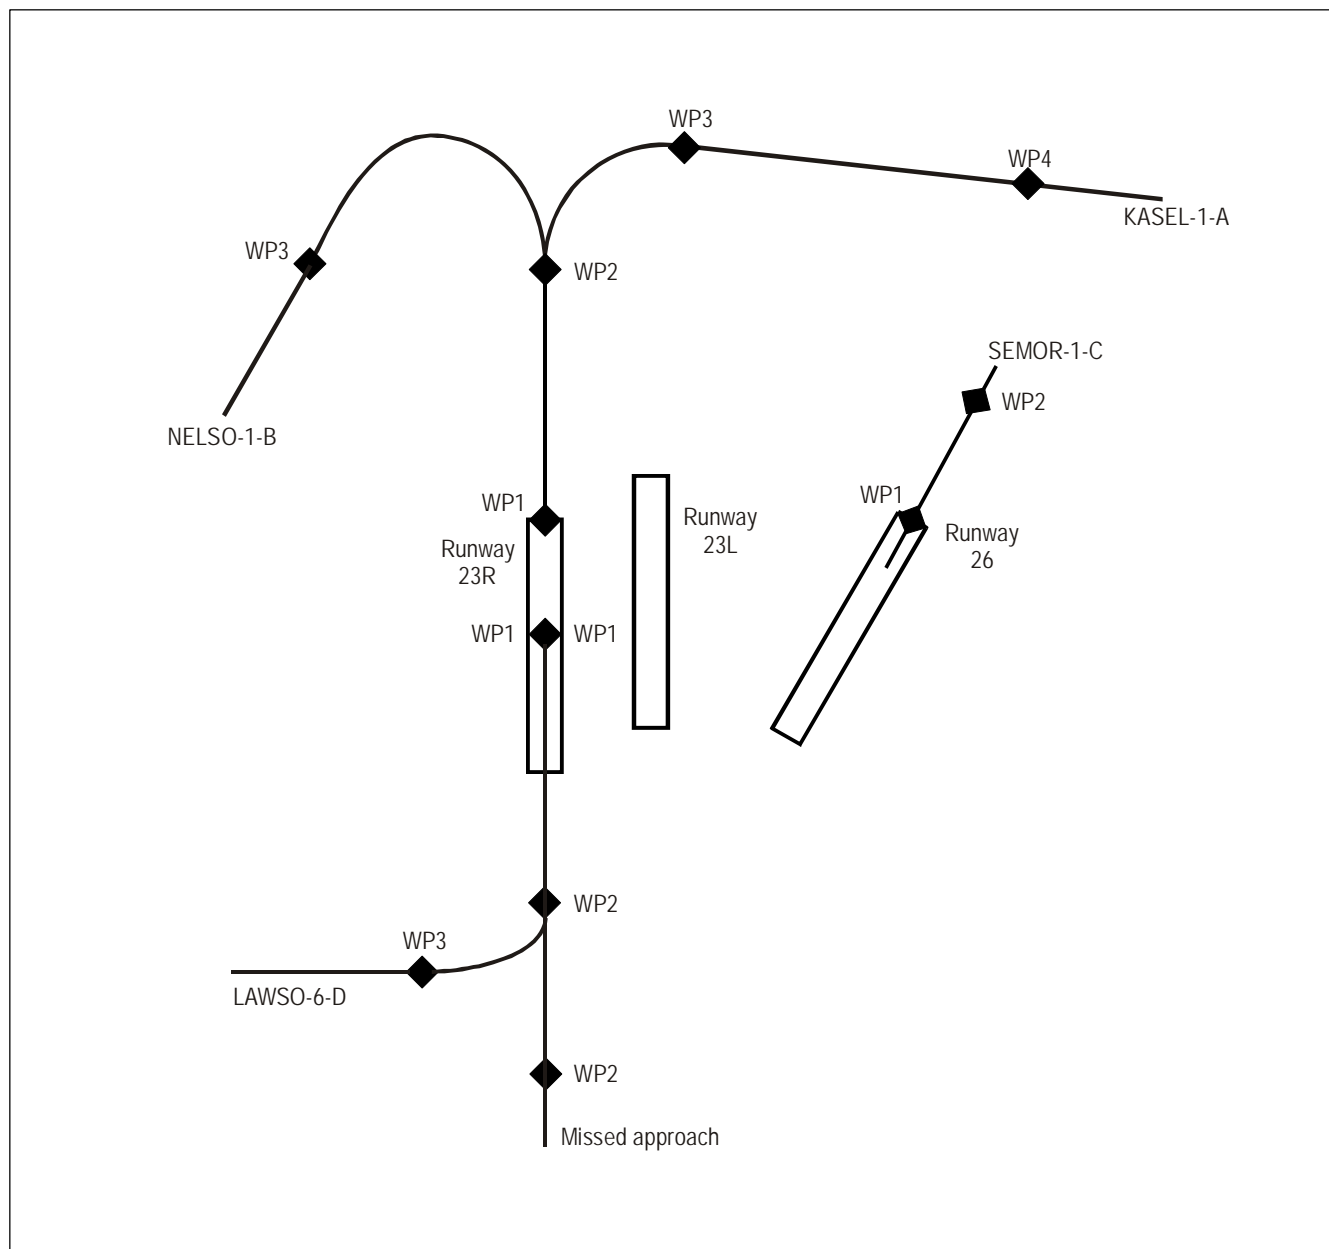 WP3
WP4
KASEL-1-A
WP3
WP2
NELSO-1-B
SEMOR-1-C
WP2
WP1
WP1
Runway
23R
Runway
23L
Runway
26
WP1
WP1
WP2
WP3
LAWSO-6-D
WP2
Missed approach